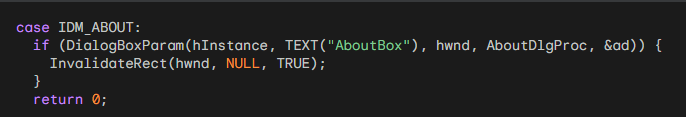 case IDM_ABOUT:
  if (DialogBoxParam(hInstance, TEXT("AboutBox"), hwnd, AboutDlgProc, &ad)) {
    InvalidateRect(hwnd, NULL, TRUE);
  }
  return 0;